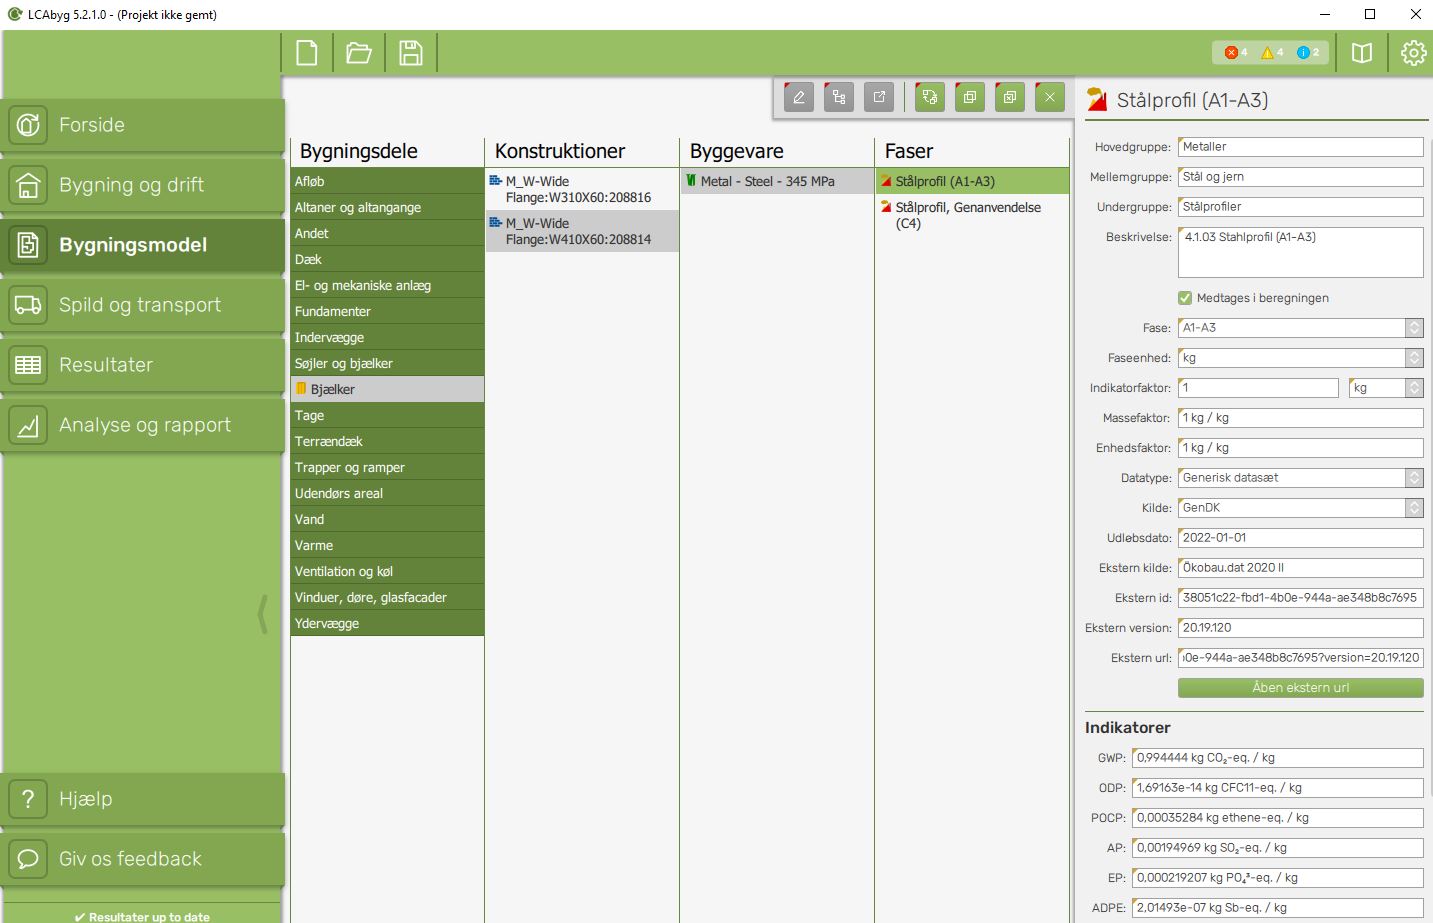 LCAbyg 5.2.1.0 - (Projekt ikke gemt)
4 4 2
Forside
Bygning og drift
Bygningsmodel
Spild og transport
Resultater
Analyse og rapport
Hjælp
Giv os feedback
✔ Resultater up to date
Bygningsdele
Afløb
Altaner og altangange
Andet
Dæk
El- og mekaniske anlæg
Fundamenter
Indervægge
Søjler og bjælker
Bjælker
Tage
Terrændæk
Trapper og ramper
Udendørs areal
Vand
Varme
Ventilation og køl
Vinduer, døre, glasfacader
Ydervægge
Konstruktioner
M_W-Wide
Flange:W310X60:208816
M_W-Wide
Flange:W410X60:208814
Byggevare
Metal - Steel - 345 MPa
Faser
Stålprofil (A1-A3)
Stålprofil, Genanvendelse
(C4)
Stålprofil (A1-A3)
Hovedgruppe: Metaller
Mellemgruppe: Stål og jern
Undergruppe: Stålprofiler
Beskrivelse: 4.1.03 Stahlprofil (A1-A3)
Medtages i beregningen
Fase: A1-A3
Faseenhed: kg
Indikatorfaktor: 1 kg
Massefaktor: 1 kg / kg
Enhedsfaktor: 1 kg / kg
Datatype: Generisk datasæt
Kilde: GenDK
Udløbsdato: 2022-01-01
Ekstern kilde: Ökobau.dat 2020 II
Ekstern id: 38051c22-fbd1-4b0e-944a-ae348b8c7695
Ekstern version: 20.19.120
Ekstern url: 0e-944a-ae348b8c7695?version=20.19.120
Åben ekstern url
Indikatorer
GWP: 0,994444 kg CO₂-eq. / kg
ODP: 1,69163e-14 kg CFC11-eq. / kg
POCP: 0,00035284 kg ethene-eq. / kg
AP: 0,00194969 kg SO₂-eq. / kg
EP: 0,000219207 kg PO₄³-eq. / kg
ADPE: 2,01493e-07 kg Sb-eq. / kg